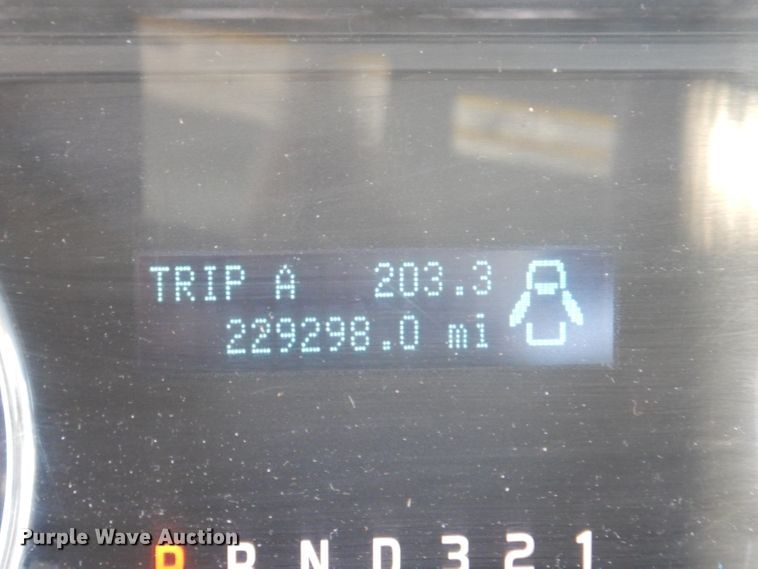 TRIP A 203.3
229298.0 mi
P R N D 3 2 1
Purple Wave Auction